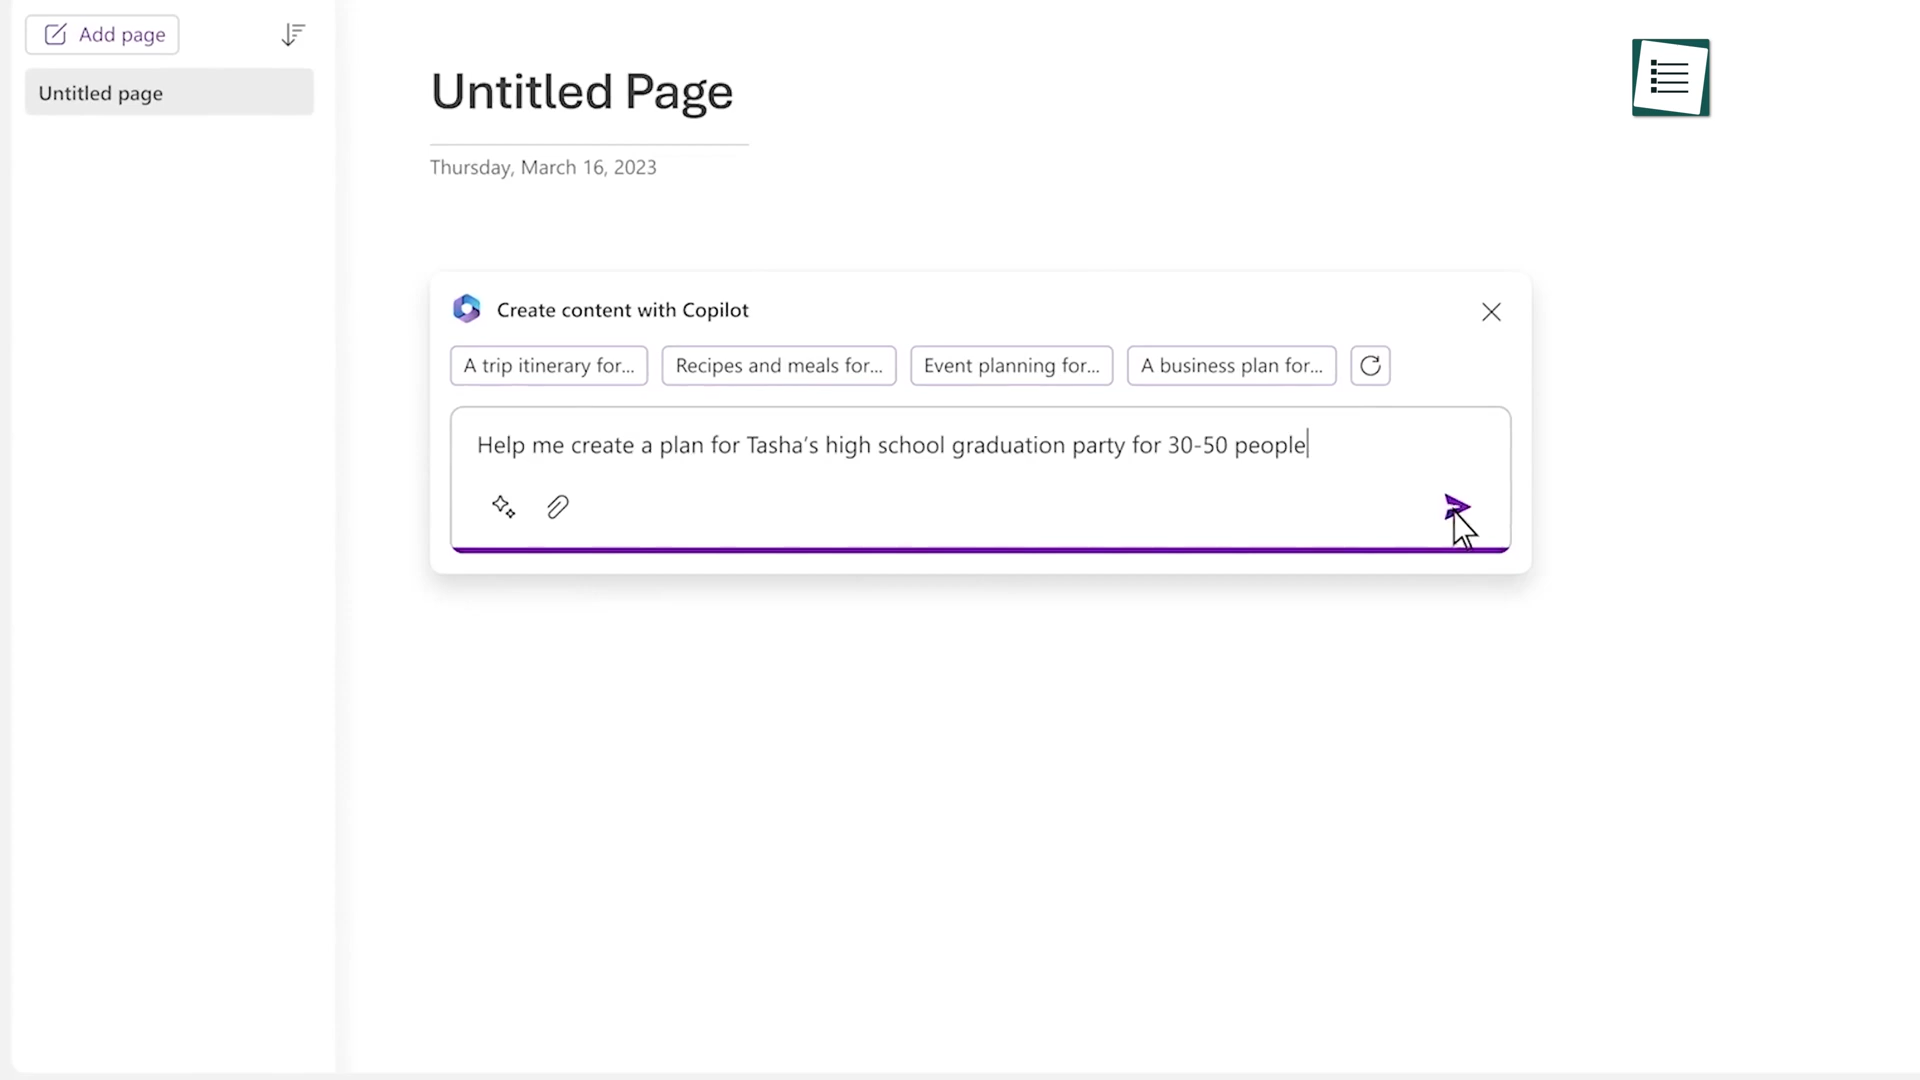 Add page
Untitled page
Untitled Page
Thursday, March 16, 2023
Create content with Copilot
A trip itinerary for...
Recipes and meals for...
Event planning for...
A business plan for...
Help me create a plan for Tasha’s high school graduation party for 30-50 people